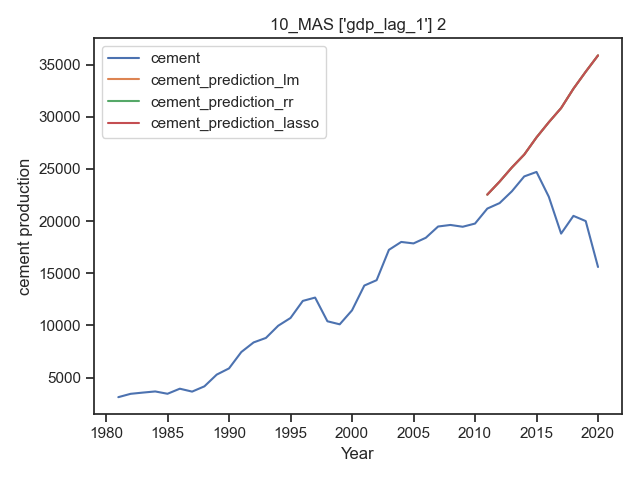 10_MAS ['gdp_lag_1'] 2
cement
cement_prediction_lm
cement_prediction_rr
cement_prediction_lasso
cement production
35000
30000
25000
20000
15000
10000
5000
1980 1985 1990 1995 2000 2005 2010 2015 2020
Year